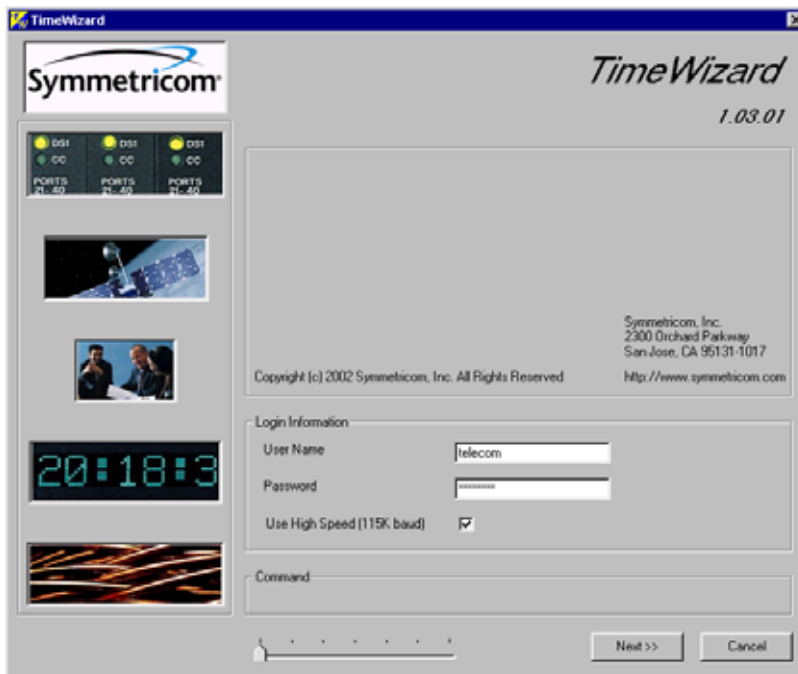 TimeWizard
Symmetricom
TimeWizard
1.03.01
DS1 DS1 DS1
CC CC CC
PORTS PORTS PORTS
21-.40 21-.40 21-.40
Symmetricom, Inc.
2300 Orchard Parkway
San Jose, CA 95131-1017
Copyright (c) 2002 Symmetricom, Inc. All Rights Reserved
http://www.symmetricom.com
20:18:3
Login Information
User Name
telecom
Password
Use High Speed (115K baud)
Command
Next >>
Cancel